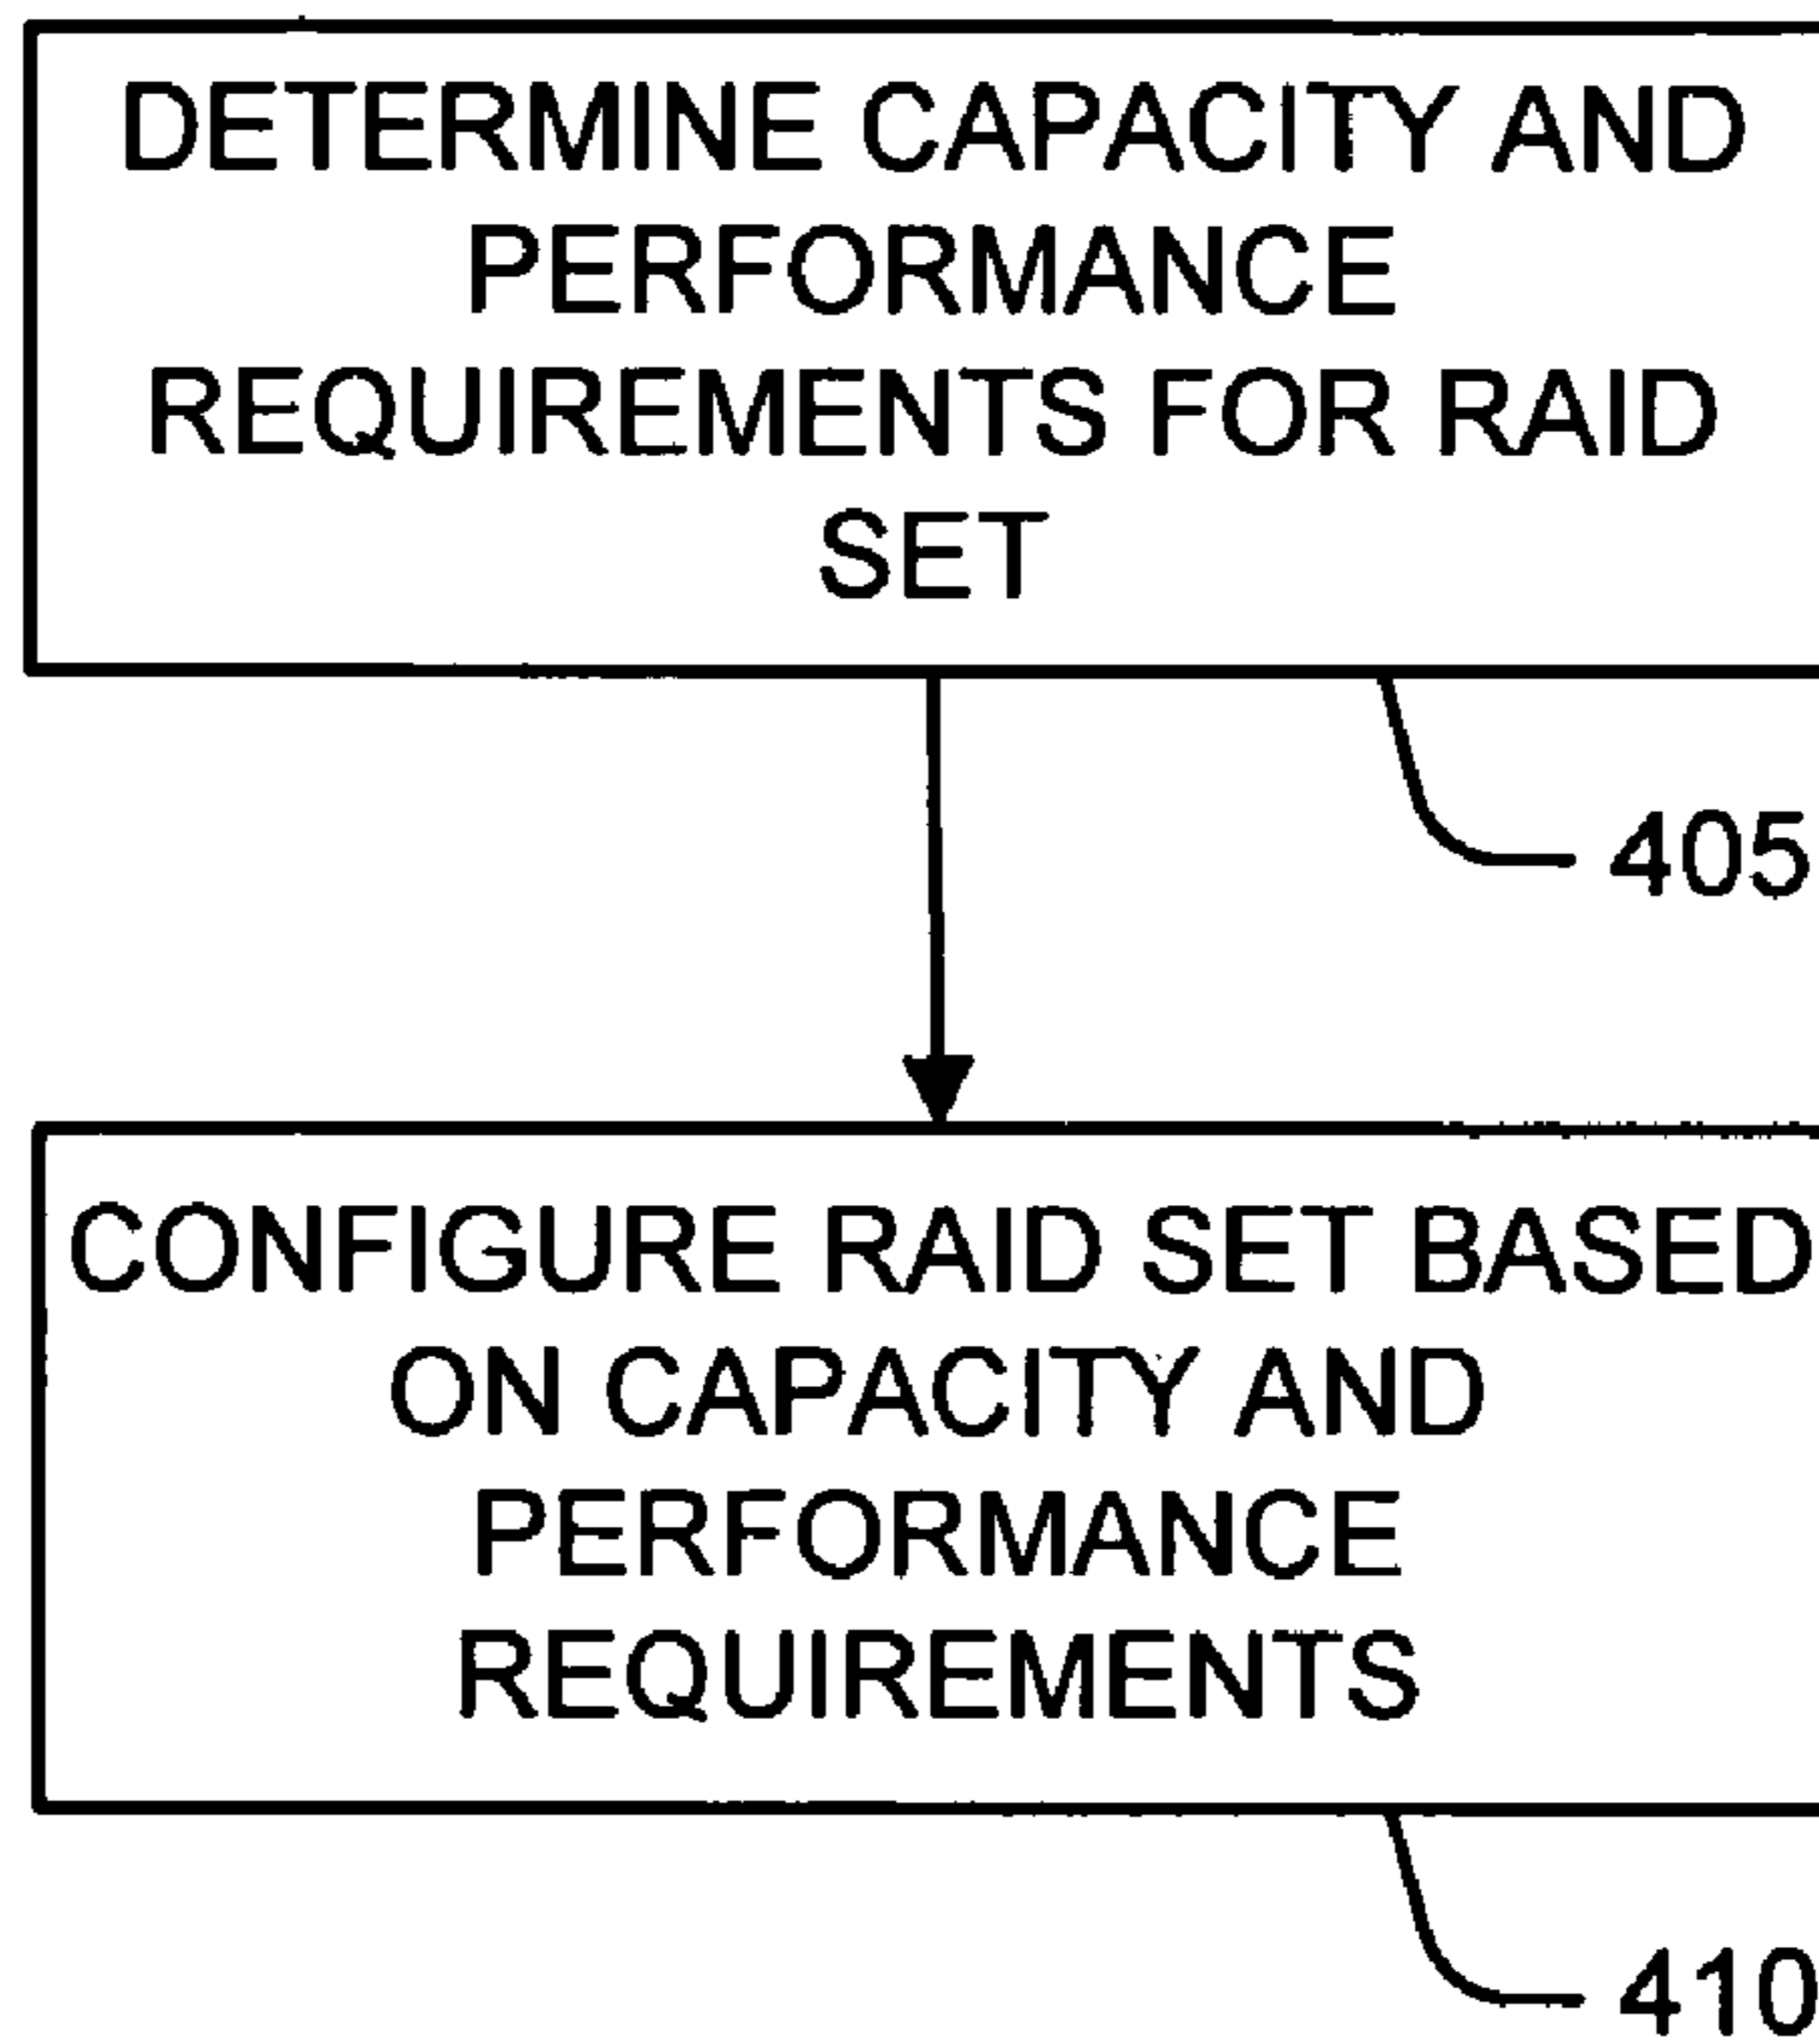 DETERMINE CAPACITY AND
PERFORMANCE
REQUIREMENTS FOR RAID
SET
405
CONFIGURE RAID SET BASED
ON CAPACITY AND
PERFORMANCE
REQUIREMENTS
410